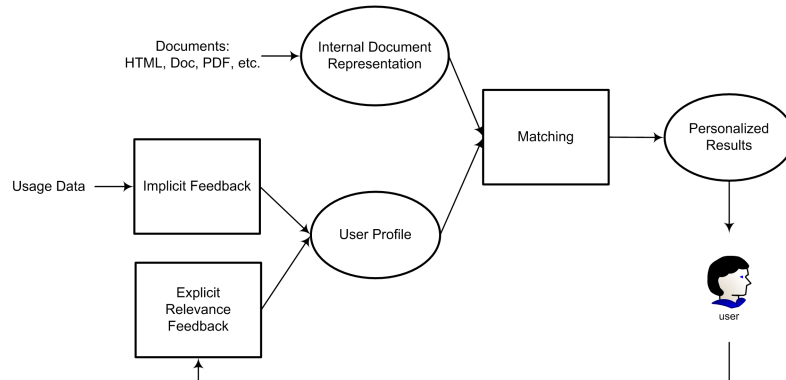 Documents:
HTML, Doc, PDF, etc.
Internal Document
Representation
Matching
Personalized
Results
Usage Data
Implicit Feedback
User Profile
Explicit
Relevance
Feedback
user